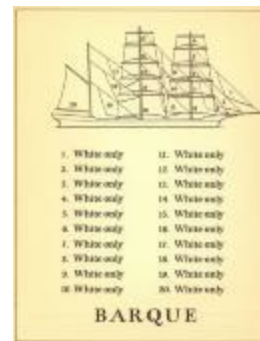 1. White only
2. White only
3. White only
4. White only
5. White only
6. White only
7. White only
8. White only
9. White only
10 White only
11. White only
12. White only
13. White only
14. White only
15. White only
16. White only
17. White only
18. White only
19. White only
20. White only
BARQUE